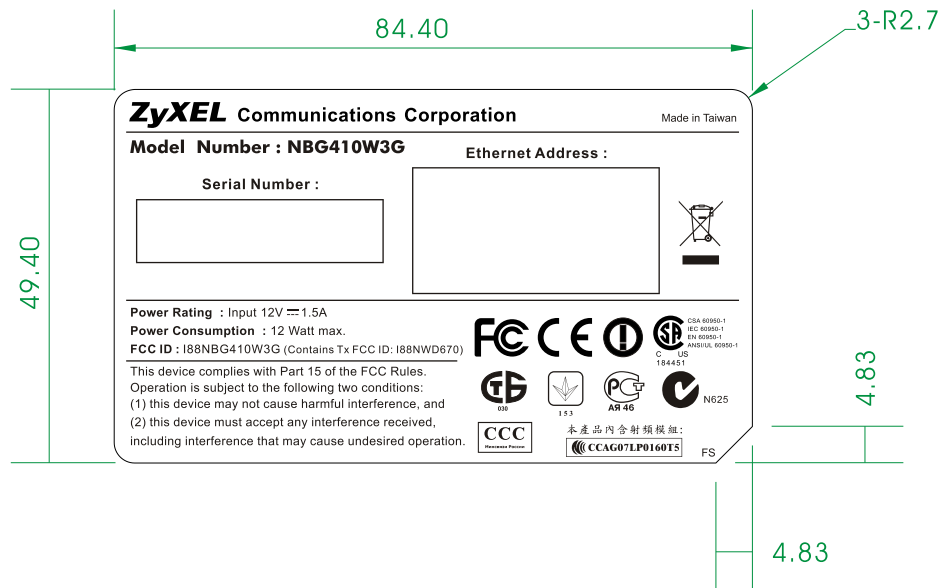 84.40
3-R2.7
ZyXEL Communications Corporation
Made in Taiwan
Model Number : NBG410W3G
Ethernet Address :
Serial Number :
49.40
Power Rating : Input 12V 1.5A
Power Consumption : 12 Watt max.
FCC ID : I88NBG410W3G (Contains Tx FCC ID: I88NWD670)
This device complies with Part 15 of the FCC Rules.
Operation is subject to the following two conditions:
(1) this device may not cause harmful interference, and
(2) this device must accept any interference received,
including interference that may cause undesired operation.
FC CE
SA
C US
184451
CSA 60950-1
IEC 60950-1
EN 60950-1
ANSI/UL 60950-1
030
153
РСТ
АЯ 46
N625
CCC
Минсвязи России
本產品內含射頻模組:
CCAG07LP0160T5
FS
4.83
4.83